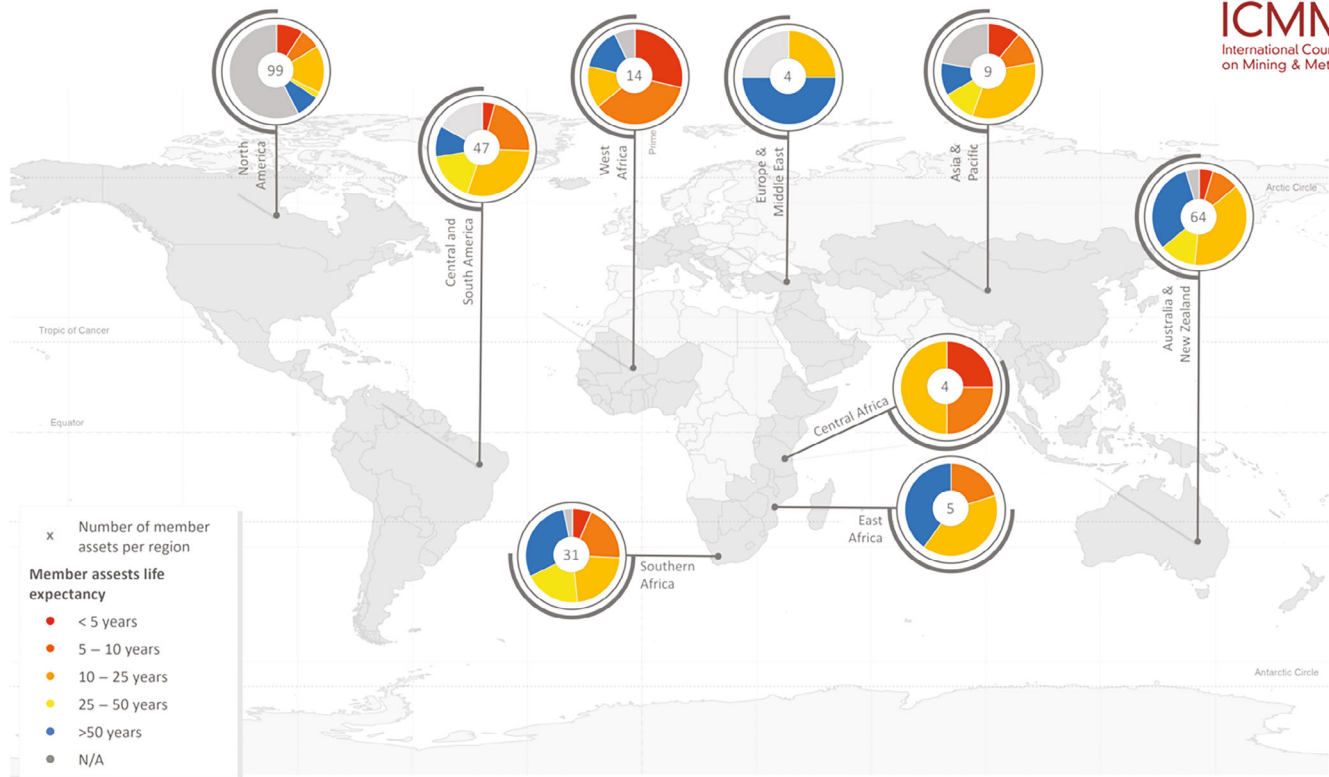 ICMM
International Coun
on Mining & Met
99
14
4
9
47
64
North
America
Central and
South America
West
Africa
Prime
Europe &
Middle East
Asia &
Pacific
Arctic Circle
Australia &
New Zealand
Tropic of Cancer
4
Central Africa
Equator
5
East
Africa
31
Southern
Africa
x Number of member
assets per region
Member assests life
expectancy
< 5 years
5 – 10 years
10 – 25 years
25 – 50 years
>50 years
N/A
Antarctic Circle